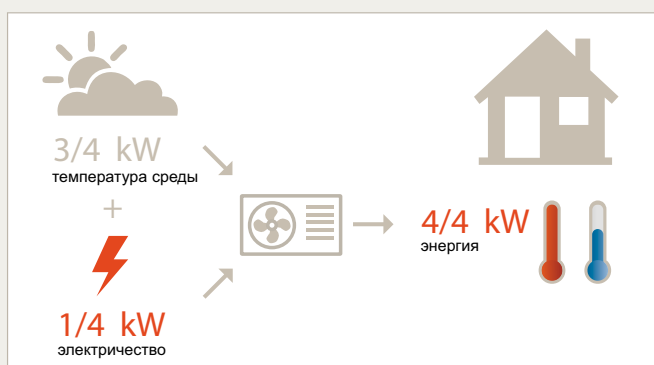 3/4 kW
температура среды
+
1/4 kW
электричество
4/4 kW
энергия